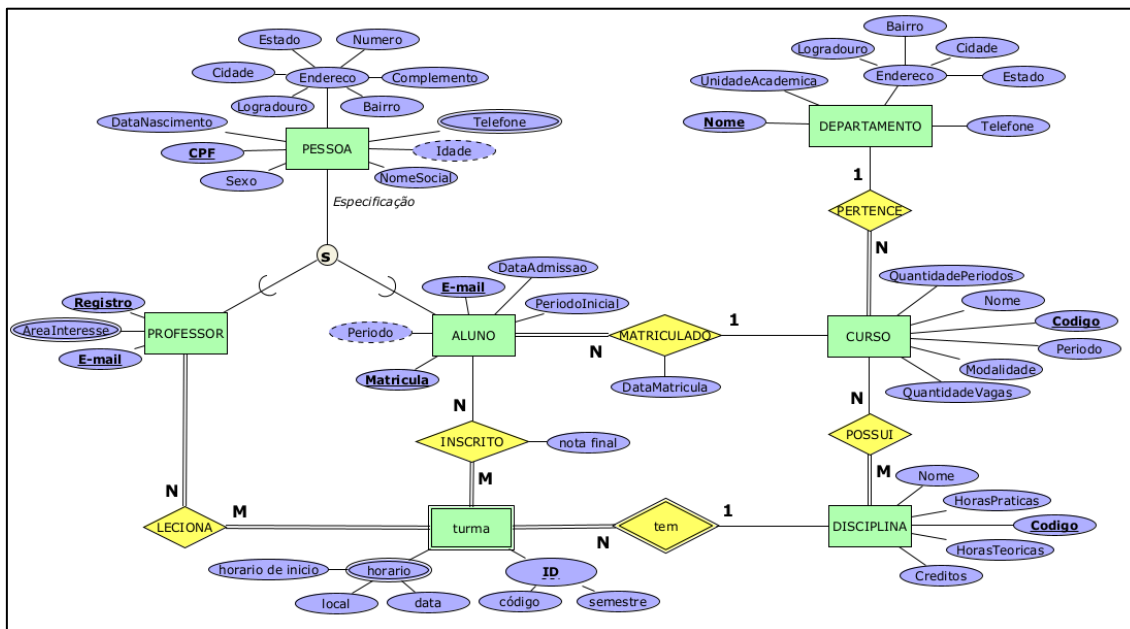 Estado
Numero
Cidade
Endereco
Complemento
Logradouro
Bairro
DataNascimento
Telefone
CPF
PESSOA
Idade
Sexo
NomeSocial
Especificação
s
Bairro
Logradouro
Cidade
UnidadeAcademica
Endereco
Estado
Nome
DEPARTAMENTO
Telefone
1
PERTENCE
N
Registro
AreaInteresse
PROFESSOR
E-mail
E-mail
DataAdmissao
PeriodoInicial
Periodo
ALUNO
Matricula
N
MATRICULADO
1
DataMatricula
QuantidadePeriodos
Nome
Codigo
CURSO
Periodo
Modalidade
QuantidadeVagas
N
POSSUI
M
N
INSCRITO
nota final
M
N
LECIONA
M
turma
N
tem
1
Nome
HorasPraticas
DISCIPLINA
Codigo
HorasTeoricas
Creditos
horario de inicio
horario
local
data
ID
código
semestre